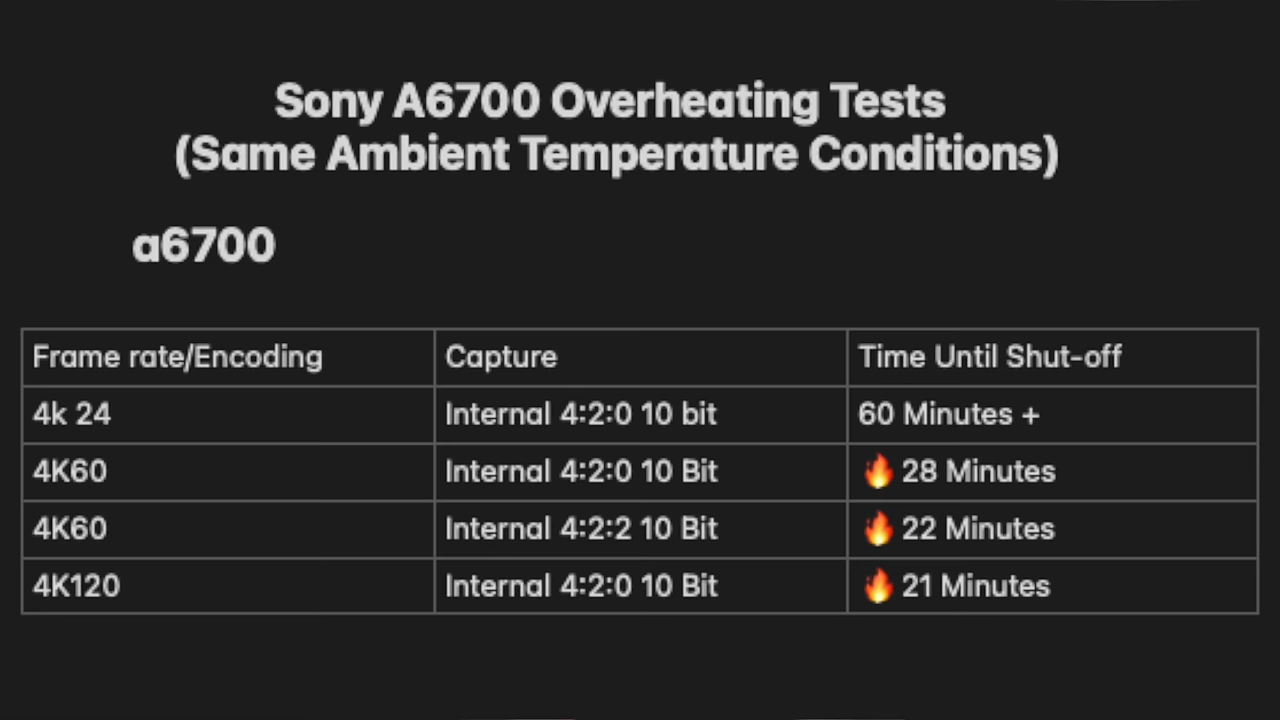 Sony A6700 Overheating Tests
(Same Ambient Temperature Conditions)
a6700
Frame rate/Encoding Capture Time Until Shut-off
4k 24 Internal 4:2:0 10 bit 60 Minutes +
4K60 Internal 4:2:0 10 Bit 🔥 28 Minutes
4K60 Internal 4:2:2 10 Bit 🔥 22 Minutes
4K120 Internal 4:2:0 10 Bit 🔥 21 Minutes